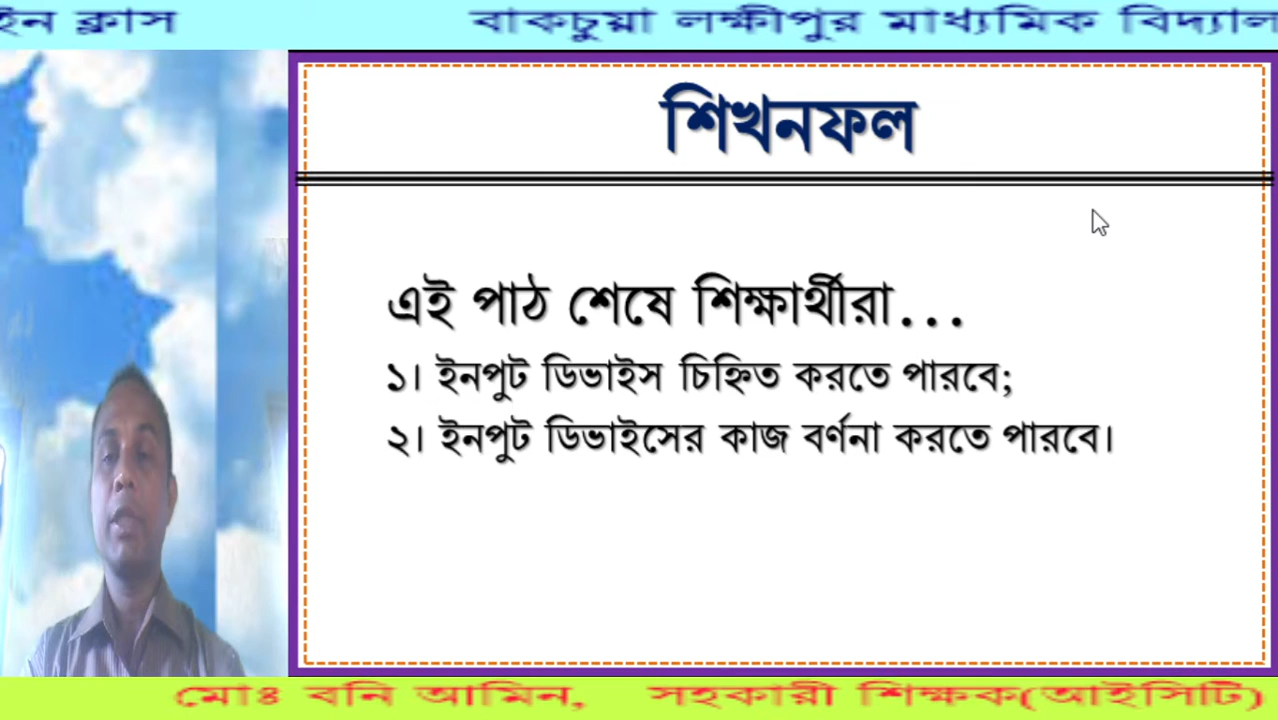 ইন ক্লাস বাকচুয়া লক্ষীপুর মাধ্যমিক বিদ্যাল
শিখনফল
এই পাঠ শেষে শিক্ষার্থীরা...
১। ইনপুট ডিভাইস চিহ্নিত করতে পারবে;
২। ইনপুট ডিভাইসের কাজ বর্ণনা করতে পারবে।
মোঃ বনি আমিন, সহকারী শিক্ষক(আইসিটি)